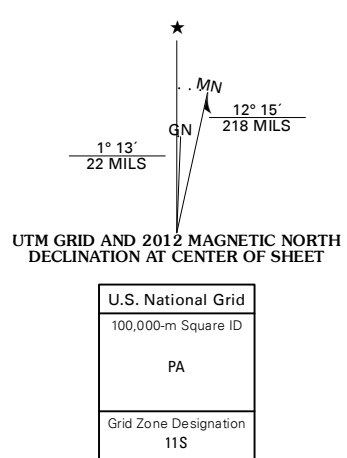 ★
MN
12° 15´
218 MILS
GN
1° 13´
22 MILS
UTM GRID AND 2012 MAGNETIC NORTH
DECLINATION AT CENTER OF SHEET
U.S. National Grid
100,000-m Square ID
PA
Grid Zone Designation
11S